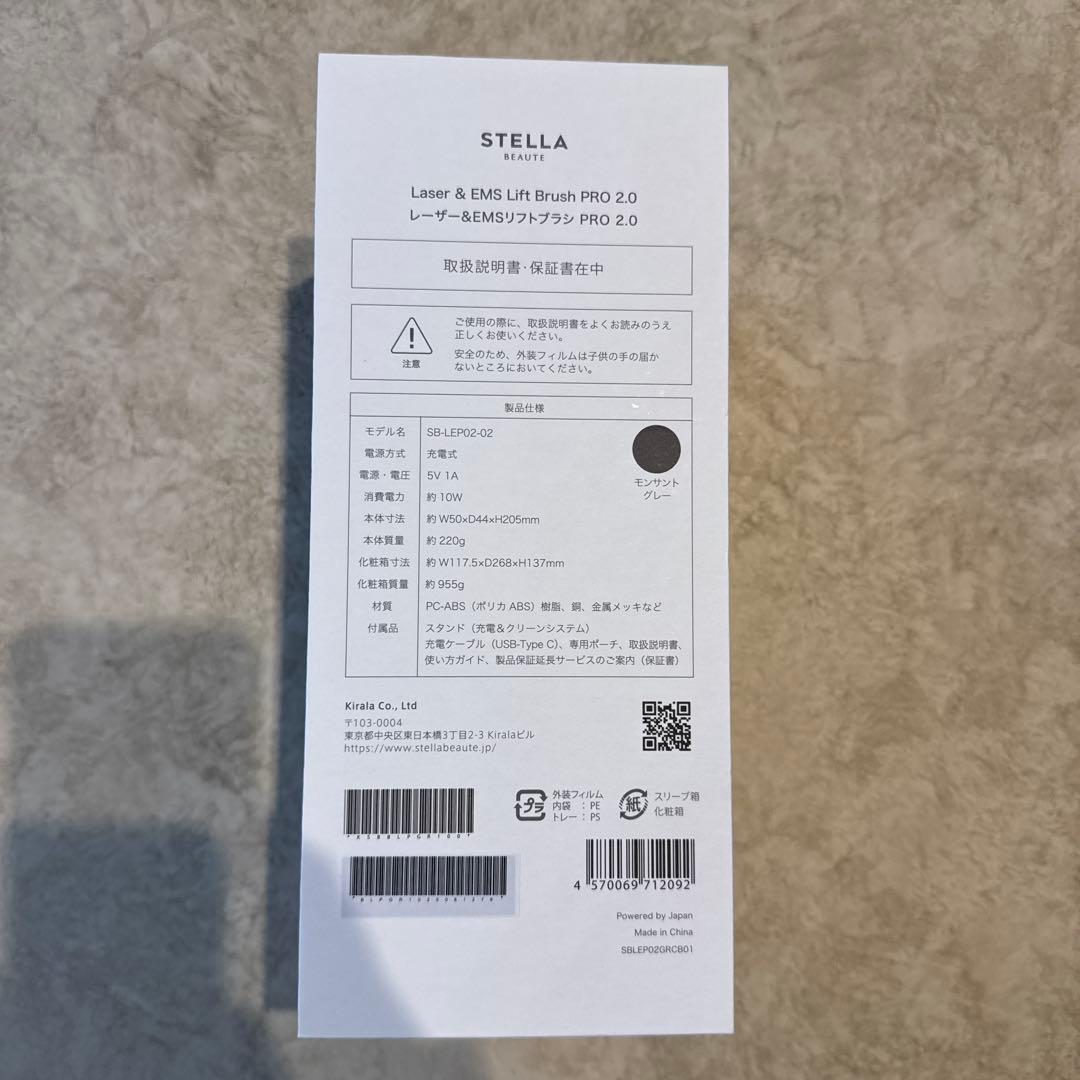 STELLA
BEAUTE
Laser & EMS Lift Brush PRO 2.0
レーザー&EMSリフトブラシ PRO 2.0
取扱説明書・保証書在中
注意
ご使用の際に、取扱説明書をよくお読みのうえ
正しくお使いください。
安全のため、外装フィルムは子供の手の届か
ないところにおいてください。
製品仕様
モデル名 SB-LEP02-02
電源方式 充電式
電源・電圧 5V 1A
消費電力 約 10W
本体寸法 約 W50×D44×H205mm
本体質量 約 220g
化粧箱寸法 約 W117.5×D268×H137mm
化粧箱質量 約 955g
材質 PC-ABS（ポリカ ABS）樹脂、銅、金属メッキなど
付属品 スタンド（充電&クリーンシステム）
充電ケーブル（USB-Type C）、専用ポーチ、取扱説明書、
使い方ガイド、製品保証延長サービスのご案内（保証書）
モンサント
グレー
Kirala Co., Ltd
〒103-0004
東京都中央区東日本橋3丁目2-3 Kiralaビル
https://www.stellabeaute.jp/
プラ
外装フィルム
内袋 ：PE
トレー：PS
紙
スリーブ箱
化粧箱
*KSBBLPGR100*
4 570069 712092
Powered by Japan
Made in China
SBLEP02GRCB01